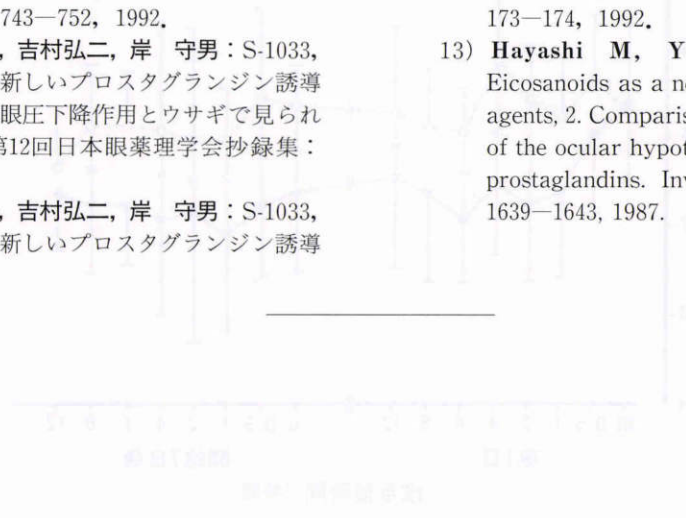 743—752, 1992.
，吉村弘二，岸　守男：S-1033,
新しいプロスタグランジン誘導
眼圧下降作用とウサギで見られ
第12回日本眼薬理学会抄録集：
，吉村弘二，岸　守男：S-1033,
新しいプロスタグランジン誘導
173—174, 1992.
13) Hayashi M, Y
Eicosanoids as a n
agents, 2. Comparis
of the ocular hypot
prostaglandins. Inv
1639—1643, 1987.